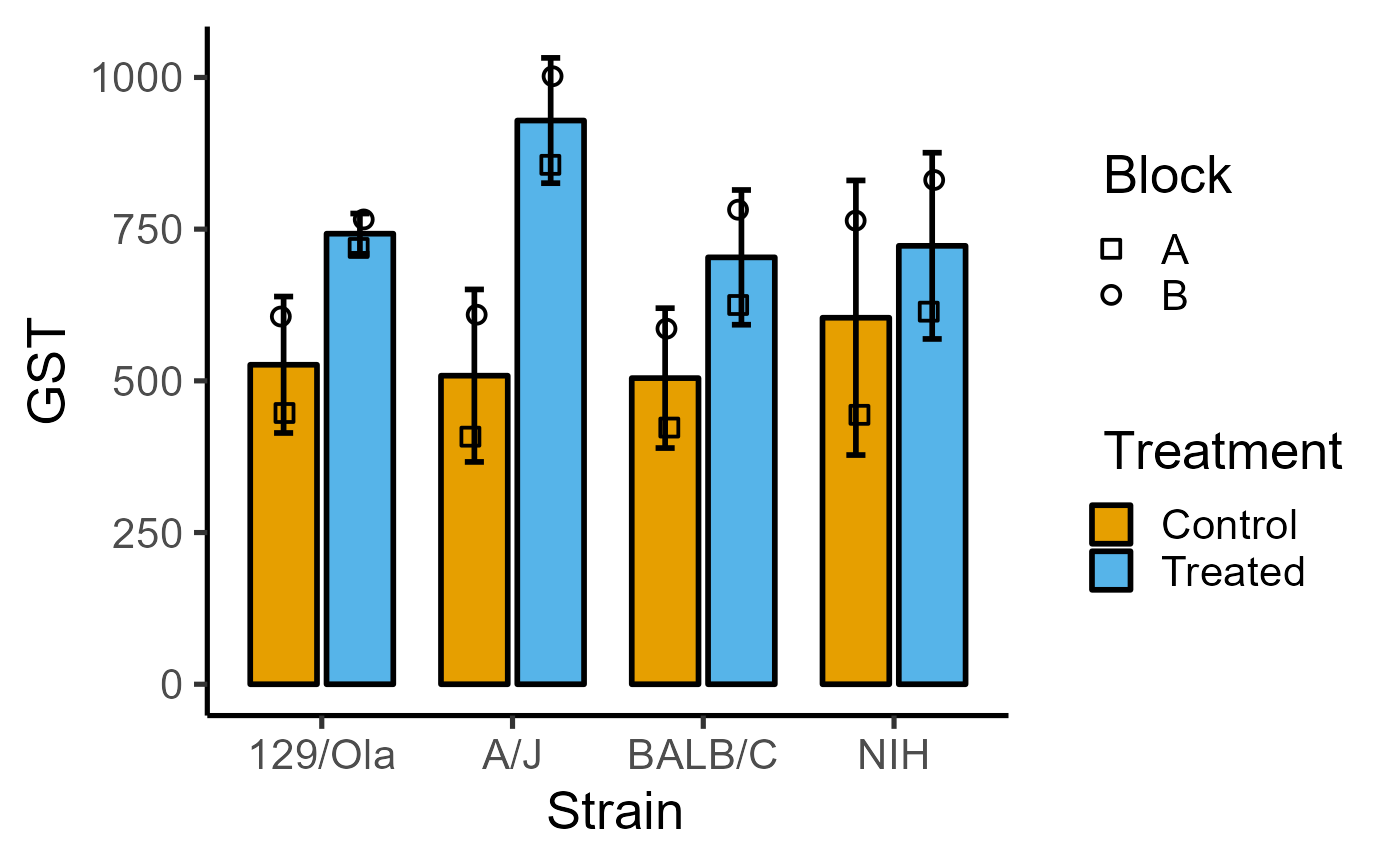 1000
750
500
250
0
GST
129/Ola A/J BALB/C NIH
Strain
Block
A
B
Treatment
Control
Treated